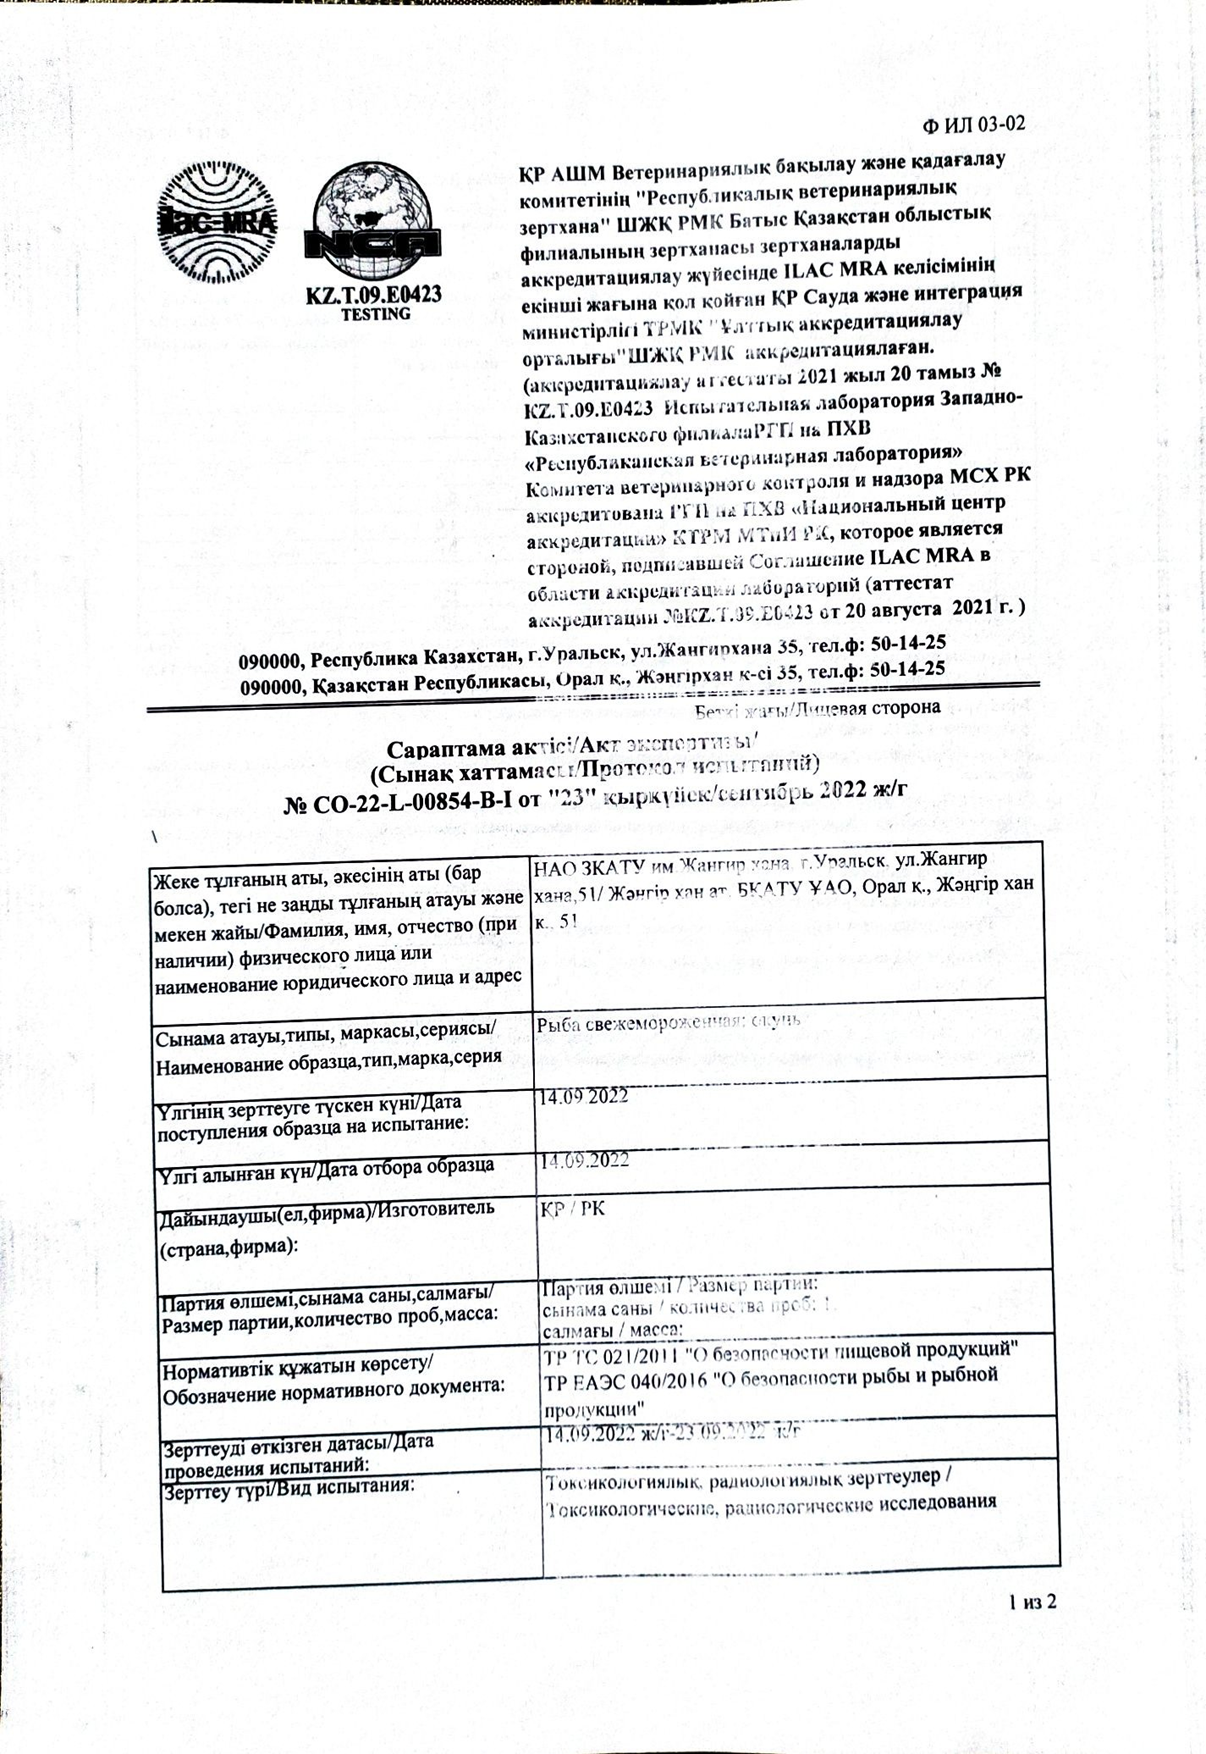 Ф ИЛ 03-02
ilac-MRA
NCA
KZ.T.09.E0423
TESTING
ҚР АШМ Ветеринариялық бақылау және қадағалау
комитетінің "Республикалық ветеринариялық
зертхана" ШЖҚ РМК Батыс Қазақстан облыстық
филиалының зертханасы зертханаларды
аккредитациялау жүйесінде ILAC MRA келісімінің
екінші жағына қол қойған ҚР Сауда және интеграция
министірлігі ТРМК "Ұлттық аккредитациялау
орталығы"ШЖҚ РМК аккредитациялаған.
(аккредитациялау аттестаты 2021 жыл 20 тамыз №
KZ.T.09.E0423 Испытательная лаборатория Западно-
Казахстанского филиалаРГП на ПХВ
«Республиканская ветеринарная лаборатория»
Комитета ветеринарного контроля и надзора МСХ РК
аккредитована РГП на ПХВ «Национальный центр
аккредитации» КТРМ МТиИ РК, которое является
стороной, подписавшей Соглашение ILAC MRA в
области аккредитации лабораторий (аттестат
аккредитации №KZ.T.09.E0423 от 20 августа 2021 г. )
090000, Республика Казахстан, г.Уральск, ул.Жангирхана 35, тел.ф: 50-14-25
090000, Қазақстан Республикасы, Орал қ., Жәңгірхан к-сі 35, тел.ф: 50-14-25
Беткі жағы/Лицевая сторона
Сараптама актісі/Акт экспертизы/
(Сынақ хаттамасы/Протокол испытаний)
№ CO-22-L-00854-B-I от "23" қыркүйек/сентябрь 2022 ж/г
\
Жеке тұлғаның аты, әкесінің аты (бар
болса), тегі не заңды тұлғаның атауы және
мекен жайы/Фамилия, имя, отчество (при
наличии) физического лица или
наименование юридического лица и адрес
НАО ЗКАТУ им.Жангир хана, г.Уральск, ул.Жангир
хана,51/ Жәнгір хан ат. БҚАТУ ҰАО, Орал қ., Жәңгір хан
к., 51
Сынама атауы,типы, маркасы,сериясы/
Наименование образца,тип,марка,серия
Рыба свежемороженная: окунь
Үлгінің зерттеуге түскен күні/Дата
поступления образца на испытание:
14.09.2022
Үлгі алынған күн/Дата отбора образца
14.09.2022
Дайындаушы(ел,фирма)/Изготовитель
(страна,фирма):
ҚР / РК
Партия өлшемі,сынама саны,салмағы/
Размер партии,количество проб,масса:
Партия өлшемі / Размер партии:
сынама саны / количества проб: 1,
салмағы / масса:
Нормативтік құжатын көрсету/
Обозначение нормативного документа:
ТР ТС 021/2011 "О безопасности пищевой продукций"
ТР ЕАЭС 040/2016 "О безопасности рыбы и рыбной
продукции"
Зерттеуді өткізген датасы/Дата
проведения испытаний:
14.09.2022 ж/г-23.09.2022 ж/г
Зерттеу түрі/Вид испытания:
Токсикологиялық, радиологиялық зерттеулер /
Токсикологические, радиологические исследования
1 из 2